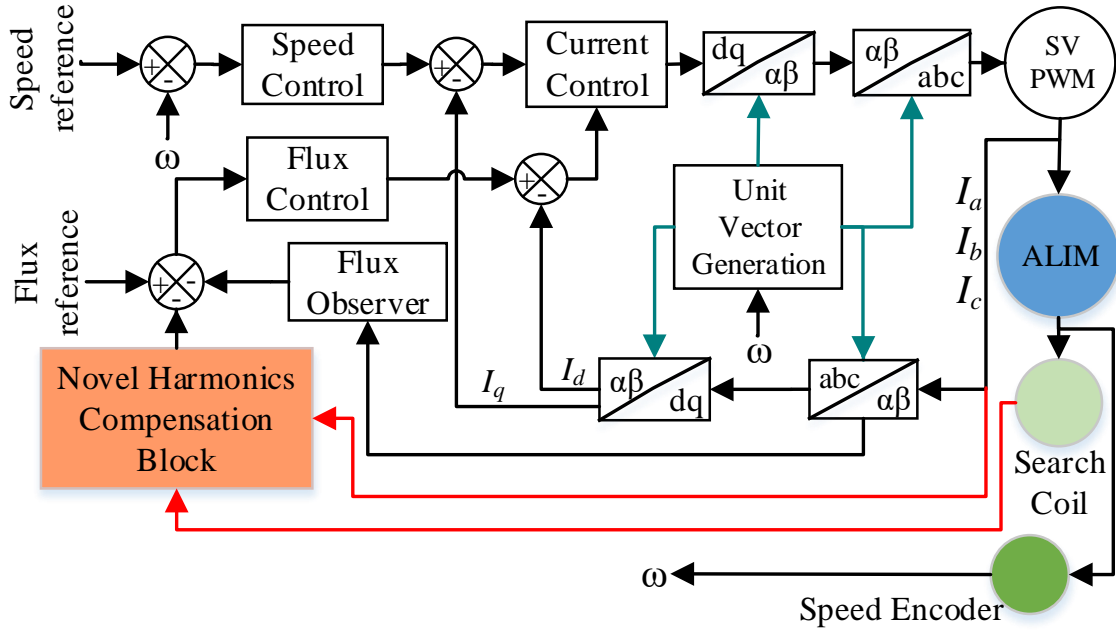 Speed
reference
+
-
ω
Speed
Control
+
-
Current
Control
dq
αβ
αβ
abc
SV
PWM
Flux
Control
+
-
Unit
Vector
Generation
I_a
I_b
I_c
ALIM
Flux
reference
+
-
-
Flux
Observer
ω
Novel Harmonics
Compensation
Block
I_q
I_d
αβ
dq
abc
αβ
Search
Coil
ω
Speed Encoder